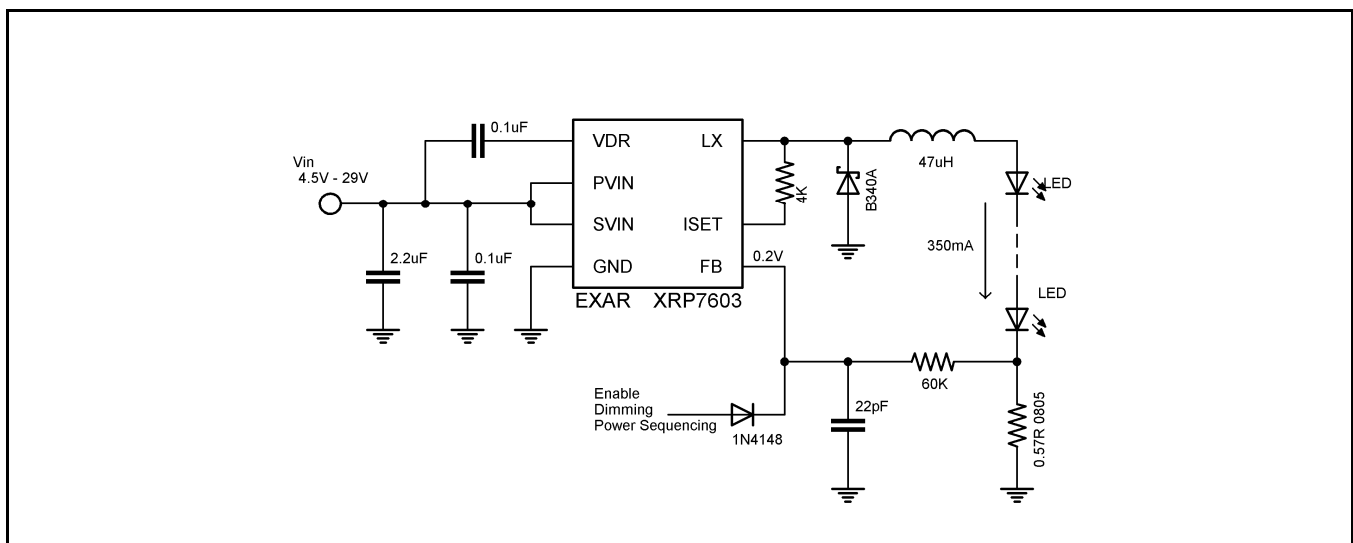 0.1uF
VDR
LX
Vin
4.5V - 29V
PVIN
4K
B340A
47uH
LED
SVIN
ISET
350mA
2.2uF
0.1uF
GND
FB
0.2V
EXAR XRP7603
LED
60K
Enable
Dimming
Power Sequencing
1N4148
22pF
0.57R 0805